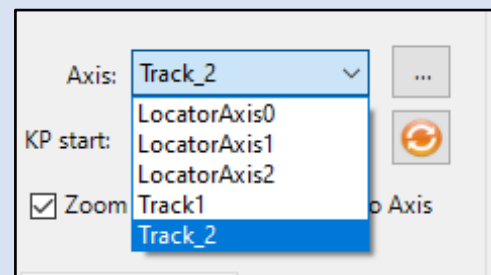 Axis: Track_2 ...
LocatorAxis0
KP start: LocatorAxis1
LocatorAxis2
Zoom Track1 o Axis
Track_2